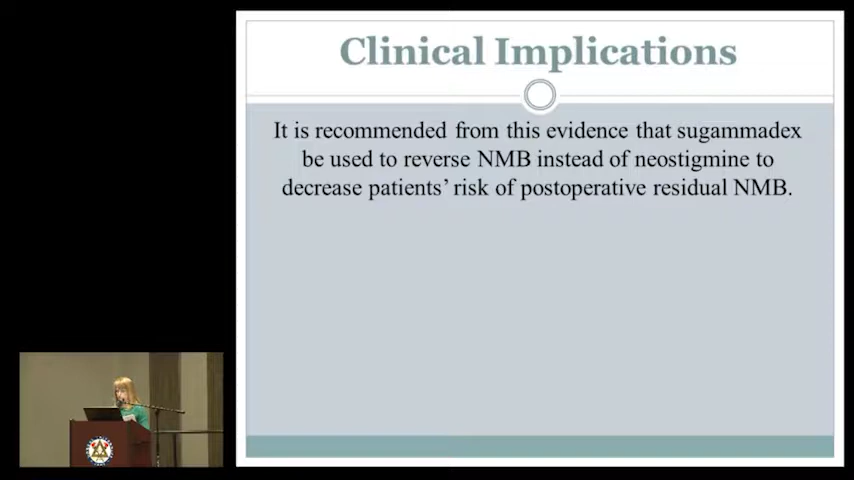 Clinical Implications
It is recommended from this evidence that sugammadex
be used to reverse NMB instead of neostigmine to
decrease patients’ risk of postoperative residual NMB.